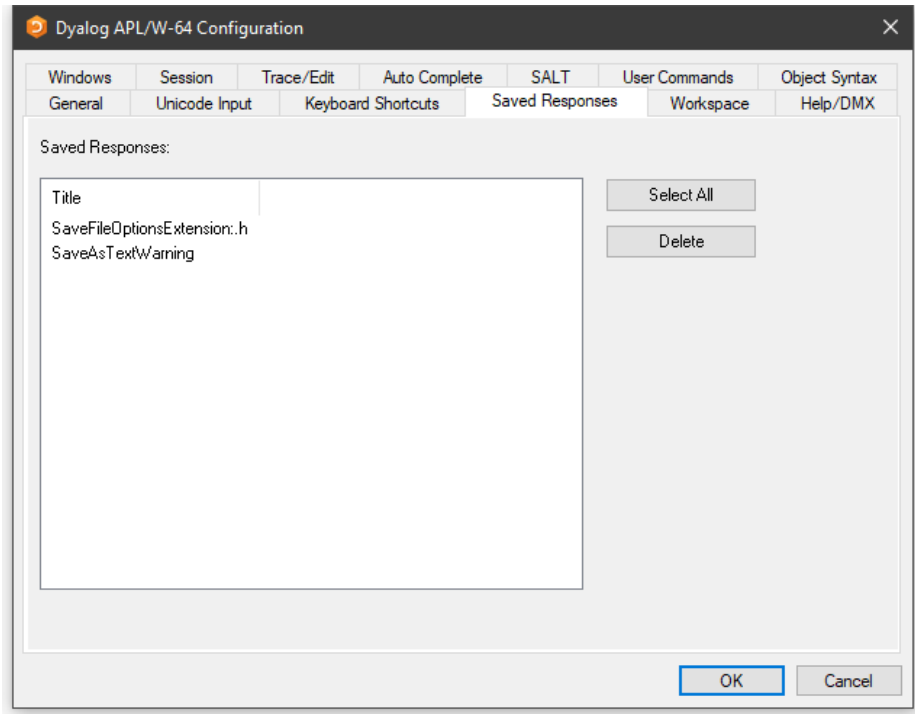 Dyalog APL/W-64 Configuration
Windows Session Trace/Edit Auto Complete SALT User Commands Object Syntax
General Unicode Input Keyboard Shortcuts Saved Responses Workspace Help/DMX
Saved Responses:
Title
SaveFileOptionsExtension:.h
SaveAsTextWarning
Select All
Delete
OK Cancel